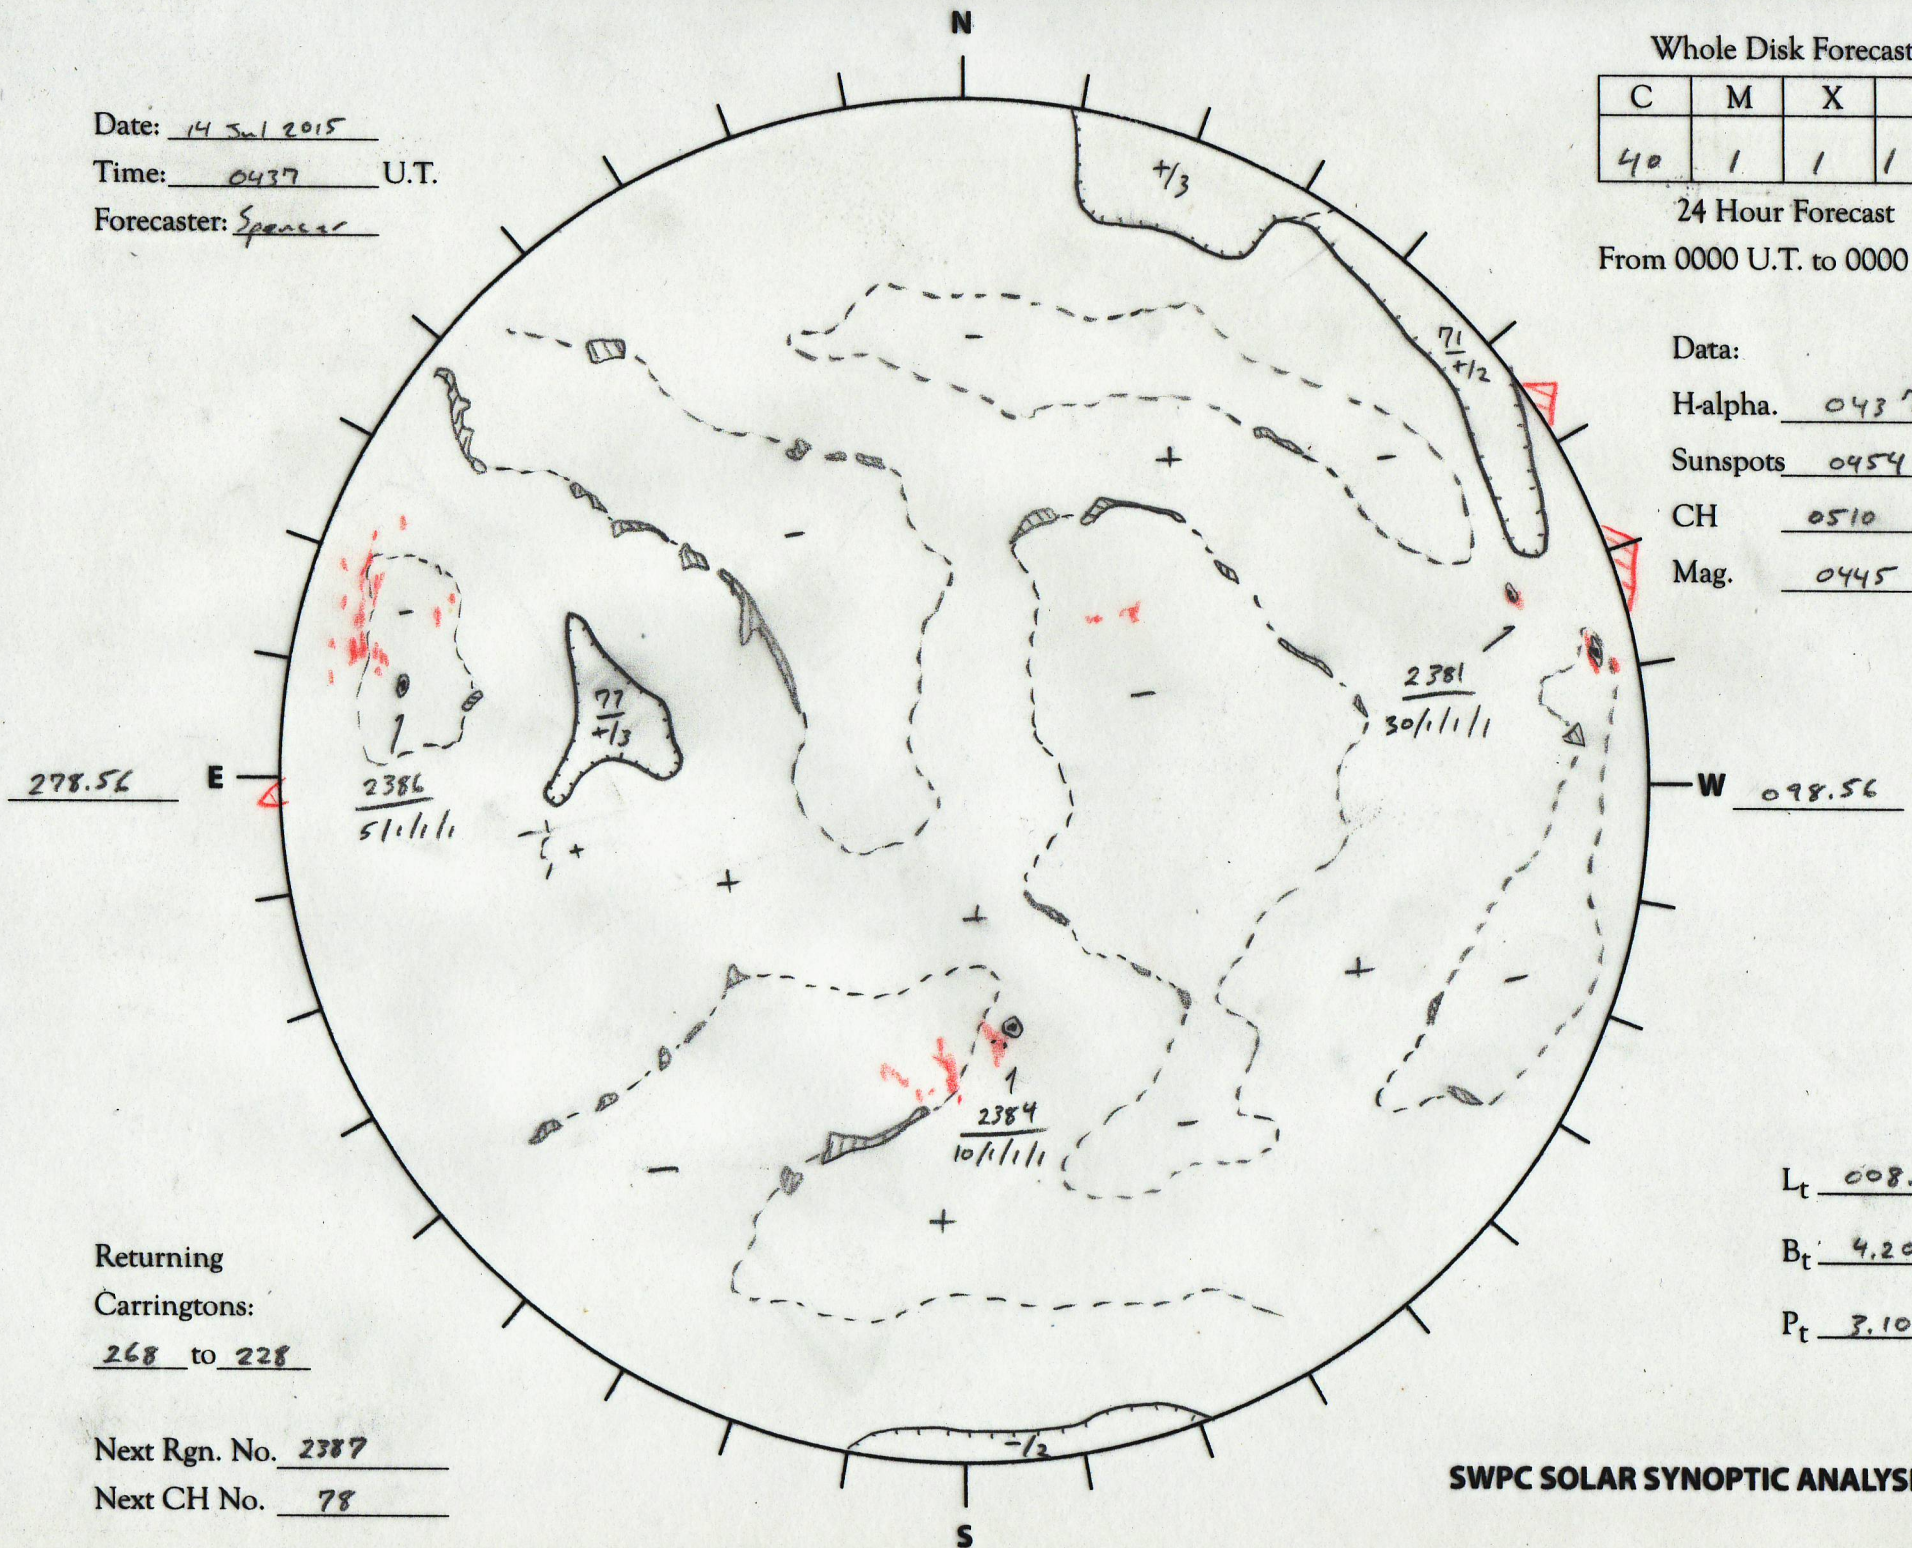 N
Whole Disk Forecast
C M X
40 1 1 1
24 Hour Forecast
From 0000 U.T. to 0000
Date: 14 Jul 2015
Time: 0437 U.T.
Forecaster: Spencer
Data:
H-alpha. 0437
Sunspots 0454
CH 0510
Mag. 0445
+/3
71
+/2
-
+
-
-
-
-
77
+/3
2381
30/1/1/1/1
2386
5/1/1/1/1
278.56 E
W 098.56
+
+
+
+
-
2384
10/1/1/1/1
-
-
+
-/2
Lt 008.
Bt 4.20
Pt 3.10
Returning
Carringtons:
268 to 228
Next Rgn. No. 2387
Next CH No. 78
SWPC SOLAR SYNOPTIC ANALYSI
S